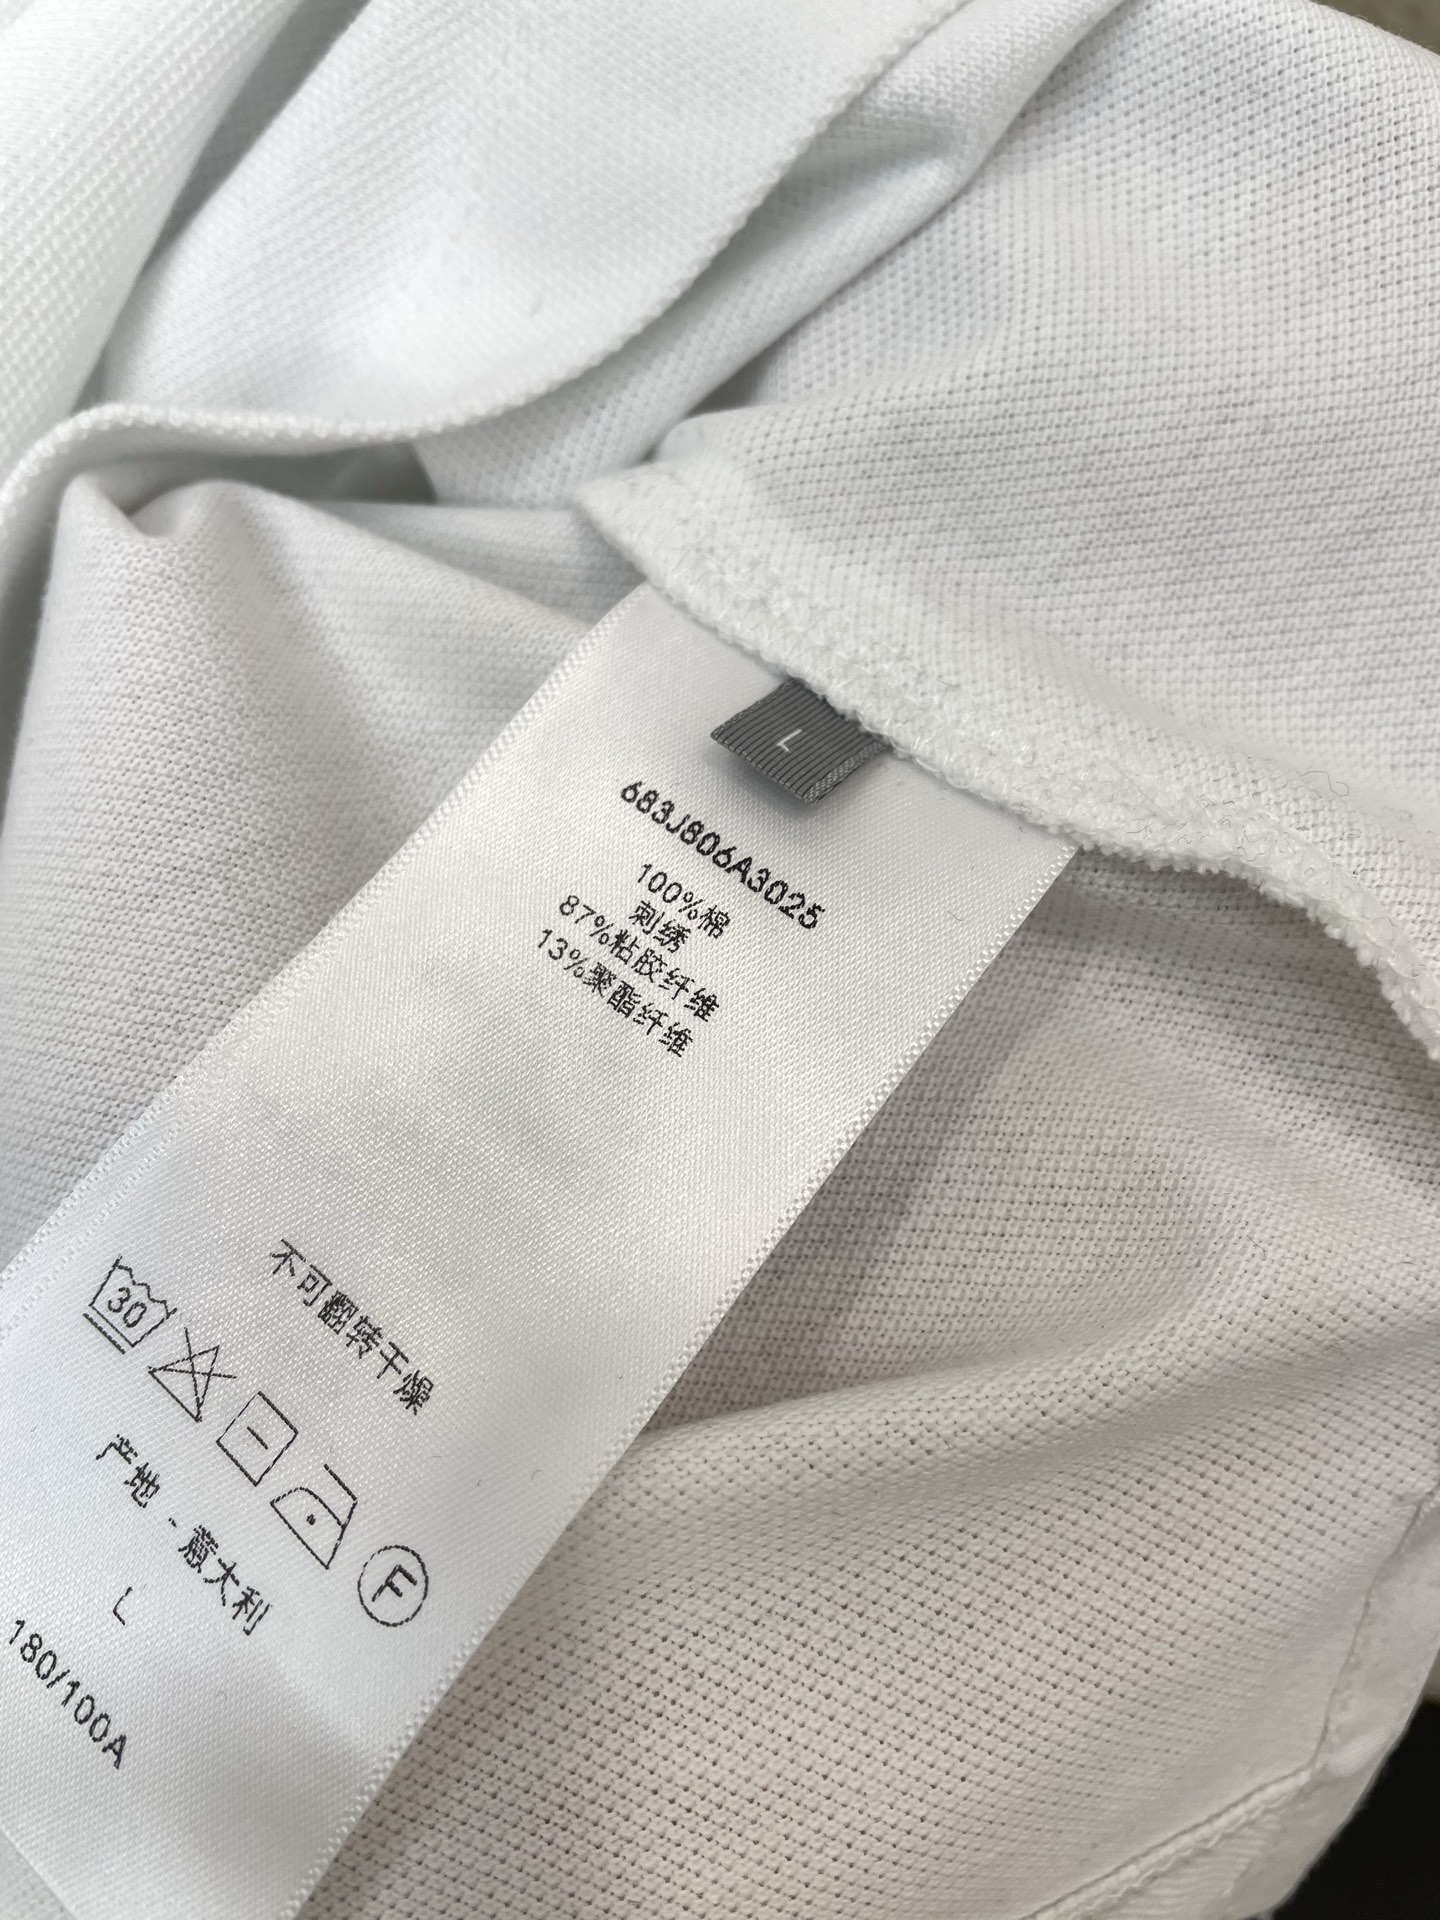 L
683J806A3025
100%棉
刺绣
87%粘胶纤维
13%聚酯纤维
不可翻转干燥
30
F
产地 - 意大利
L
180/100A